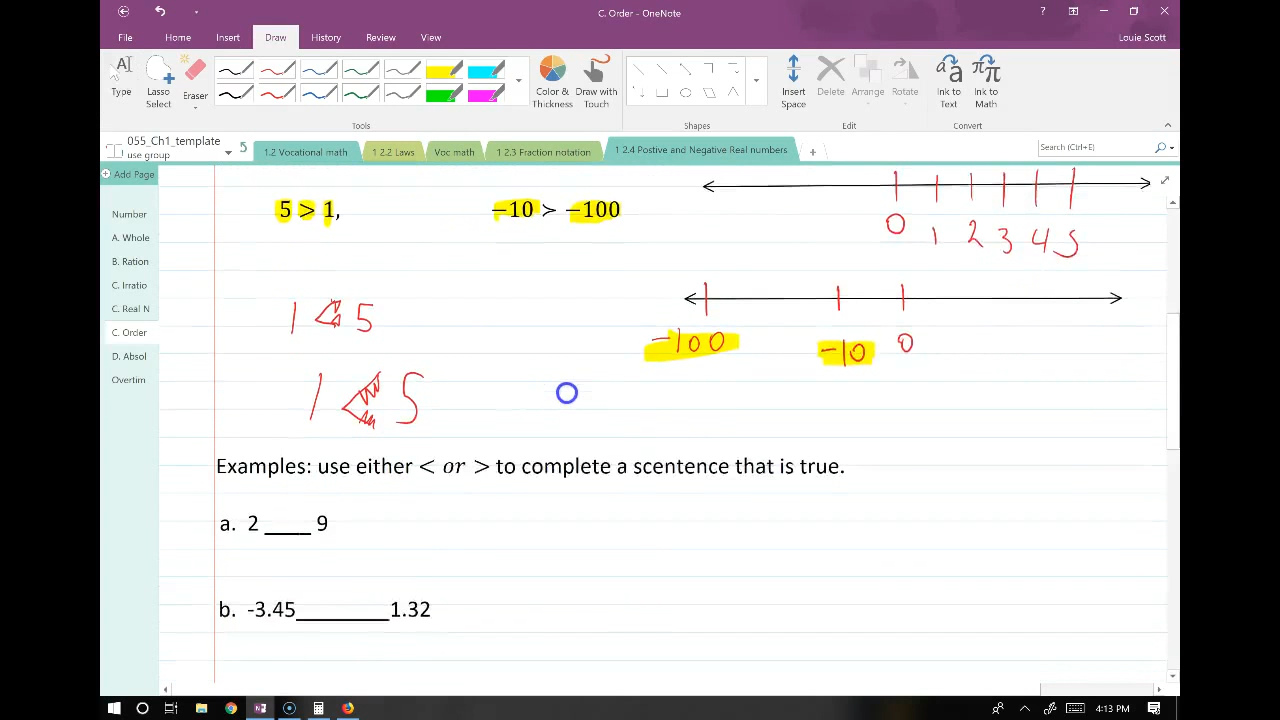 C. Order - OneNote
? Louie Scott
File Home Insert Draw History Review View
Type Lasso Select Eraser Color & Thickness Draw with Touch Insert Space Delete Arrange Rotate Ink to Text Ink to Math
Tools Shapes Edit Convert
055_Ch1_template
use group
1.2 Vocational math 1 2.2 Laws Voc math 1 2.3 Fraction notation 1 2.4 Postive and Negative Real numbers
Search (Ctrl+E)
Add Page
Number
A. Whole
B. Ration
C. Irratio
C. Real N
C. Order
D. Absol
Overtim
5 > 1, −10 > −100
0 1 2 3 4 5
1 < 5
−100 −10 0
1 < 5
Examples: use either < or > to complete a scentence that is true.
a. 2 ____ 9
b. -3.45_________1.32
4:13 PM